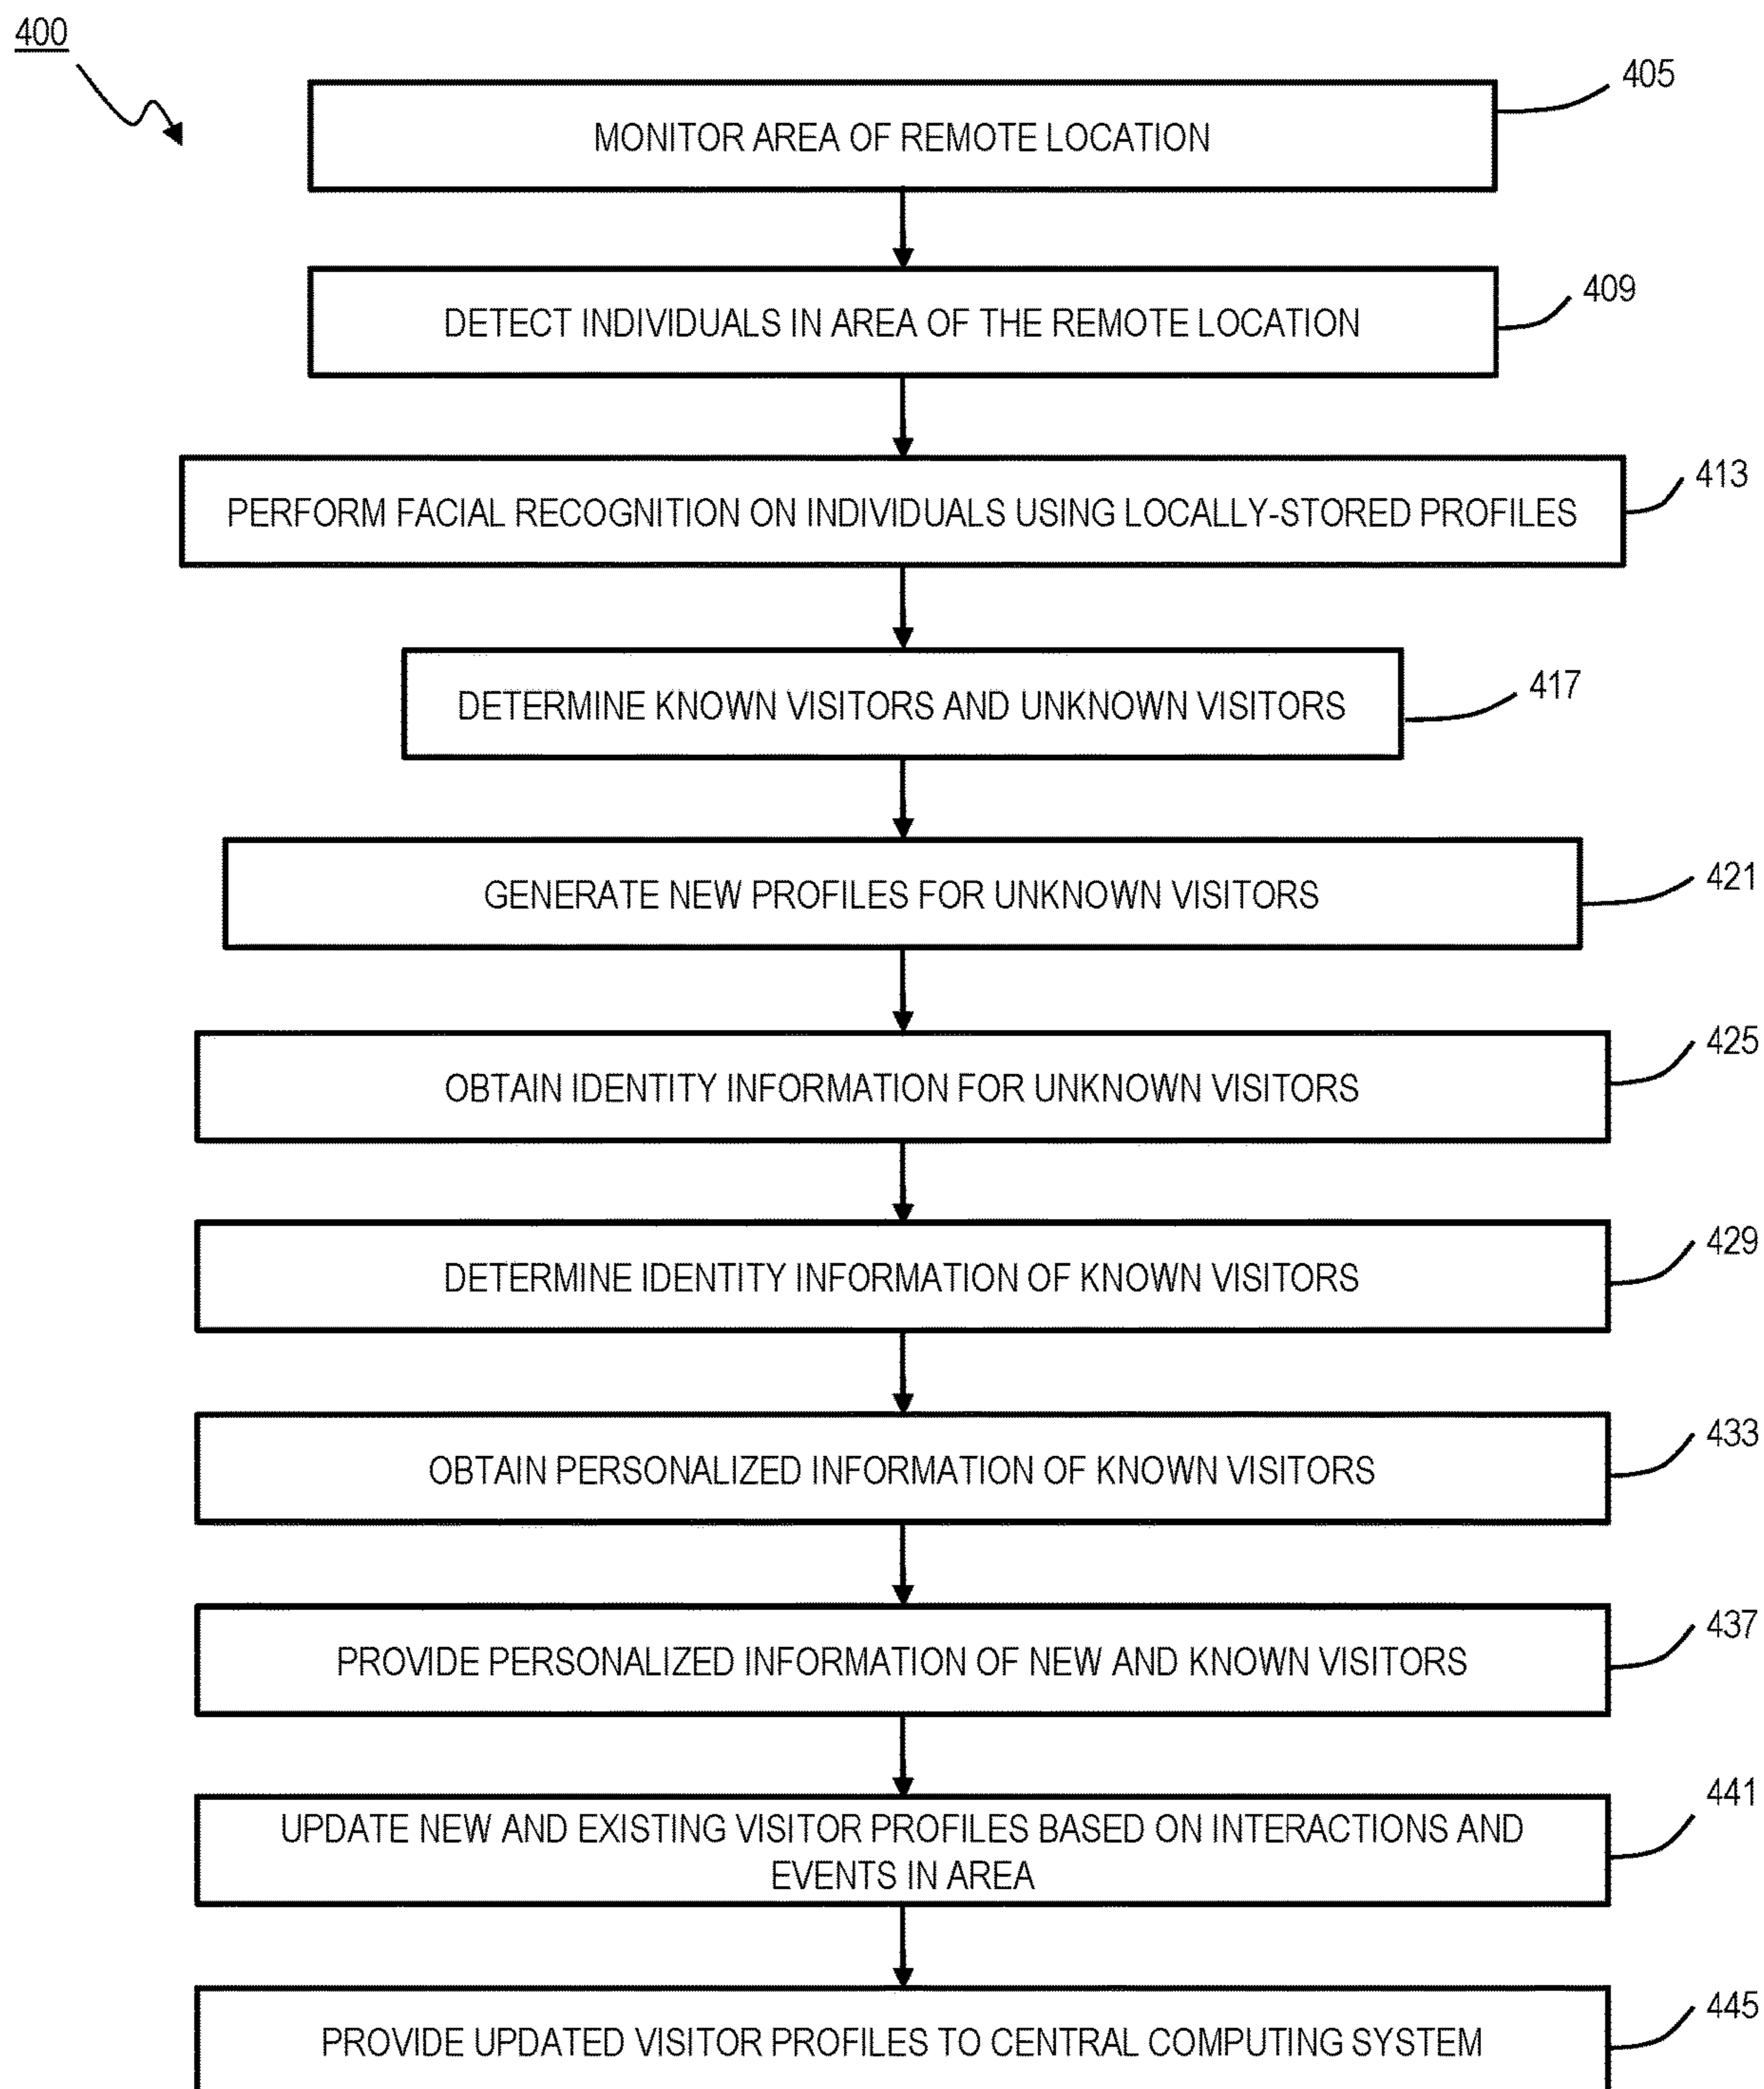 400
405
MONITOR AREA OF REMOTE LOCATION
409
DETECT INDIVIDUALS IN AREA OF THE REMOTE LOCATION
413
PERFORM FACIAL RECOGNITION ON INDIVIDUALS USING LOCALLY-STORED PROFILES
417
DETERMINE KNOWN VISITORS AND UNKNOWN VISITORS
421
GENERATE NEW PROFILES FOR UNKNOWN VISITORS
425
OBTAIN IDENTITY INFORMATION FOR UNKNOWN VISITORS
429
DETERMINE IDENTITY INFORMATION OF KNOWN VISITORS
433
OBTAIN PERSONALIZED INFORMATION OF KNOWN VISITORS
437
PROVIDE PERSONALIZED INFORMATION OF NEW AND KNOWN VISITORS
441
UPDATE NEW AND EXISTING VISITOR PROFILES BASED ON INTERACTIONS AND
EVENTS IN AREA
445
PROVIDE UPDATED VISITOR PROFILES TO CENTRAL COMPUTING SYSTEM